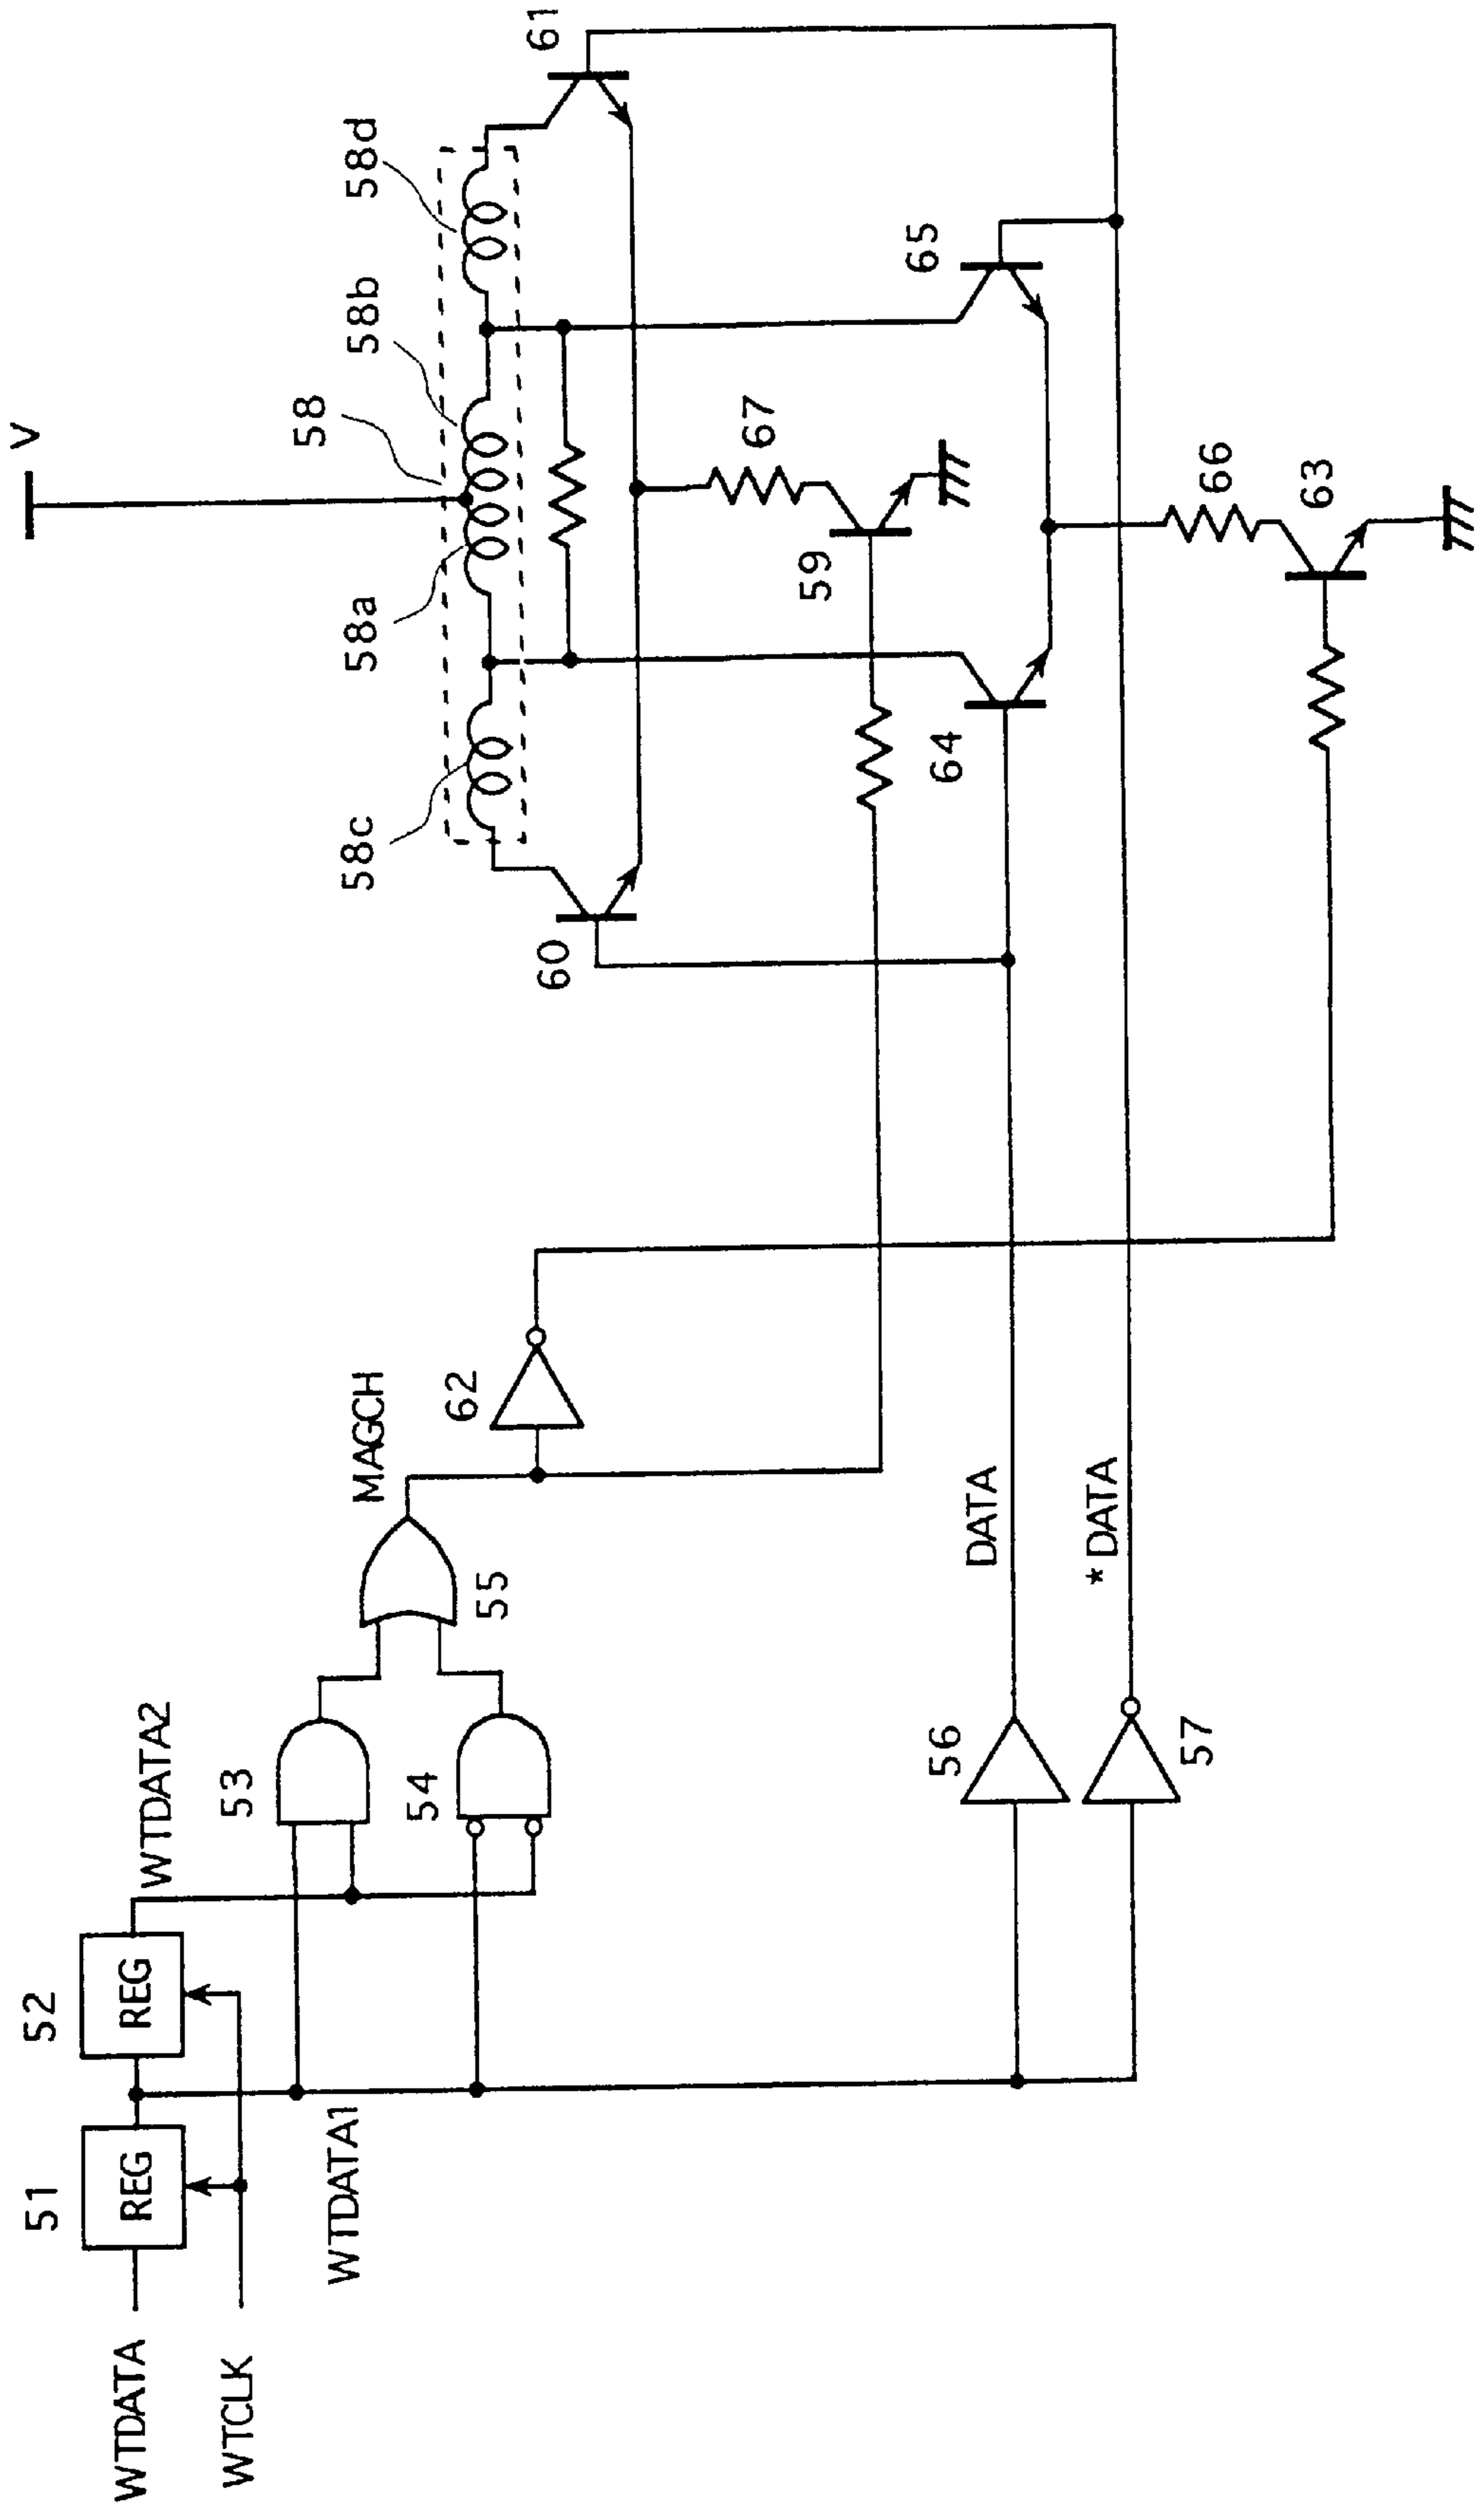 WTDATA
WTCLK
51
REG
52
REG
WTDATA1
WTDATA2
53
54
55
MAGCH
62
56
57
DATA
*DATA
V
58
58c
58a
58b
58d
60
61
59
67
64
65
66
63